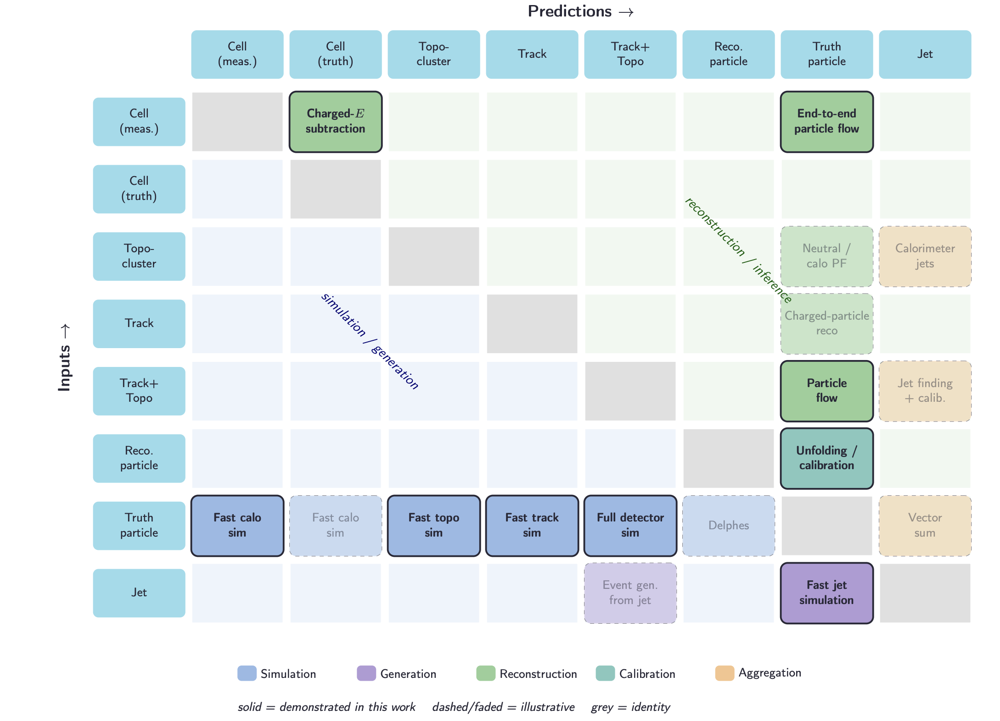 Predictions →
Cell
(meas.)
Cell
(truth)
Topo-
cluster
Track
Track+
Topo
Reco.
particle
Truth
particle
Jet
Inputs →
Cell
(meas.)
Charged-E
subtraction
End-to-end
particle flow
Cell
(truth)
reconstruction / inference
Topo-
cluster
Neutral /
calo PF
Calorimeter
jets
simulation / generation
Track
Charged-particle
reco
Track+
Topo
Particle
flow
Jet finding
+ calib.
Reco.
particle
Unfolding /
calibration
Truth
particle
Fast calo
sim
Fast calo
sim
Fast topo
sim
Fast track
sim
Full detector
sim
Delphes
Vector
sum
Jet
Event gen.
from jet
Fast jet
simulation
Simulation
Generation
Reconstruction
Calibration
Aggregation
solid = demonstrated in this work dashed/faded = illustrative grey = identity